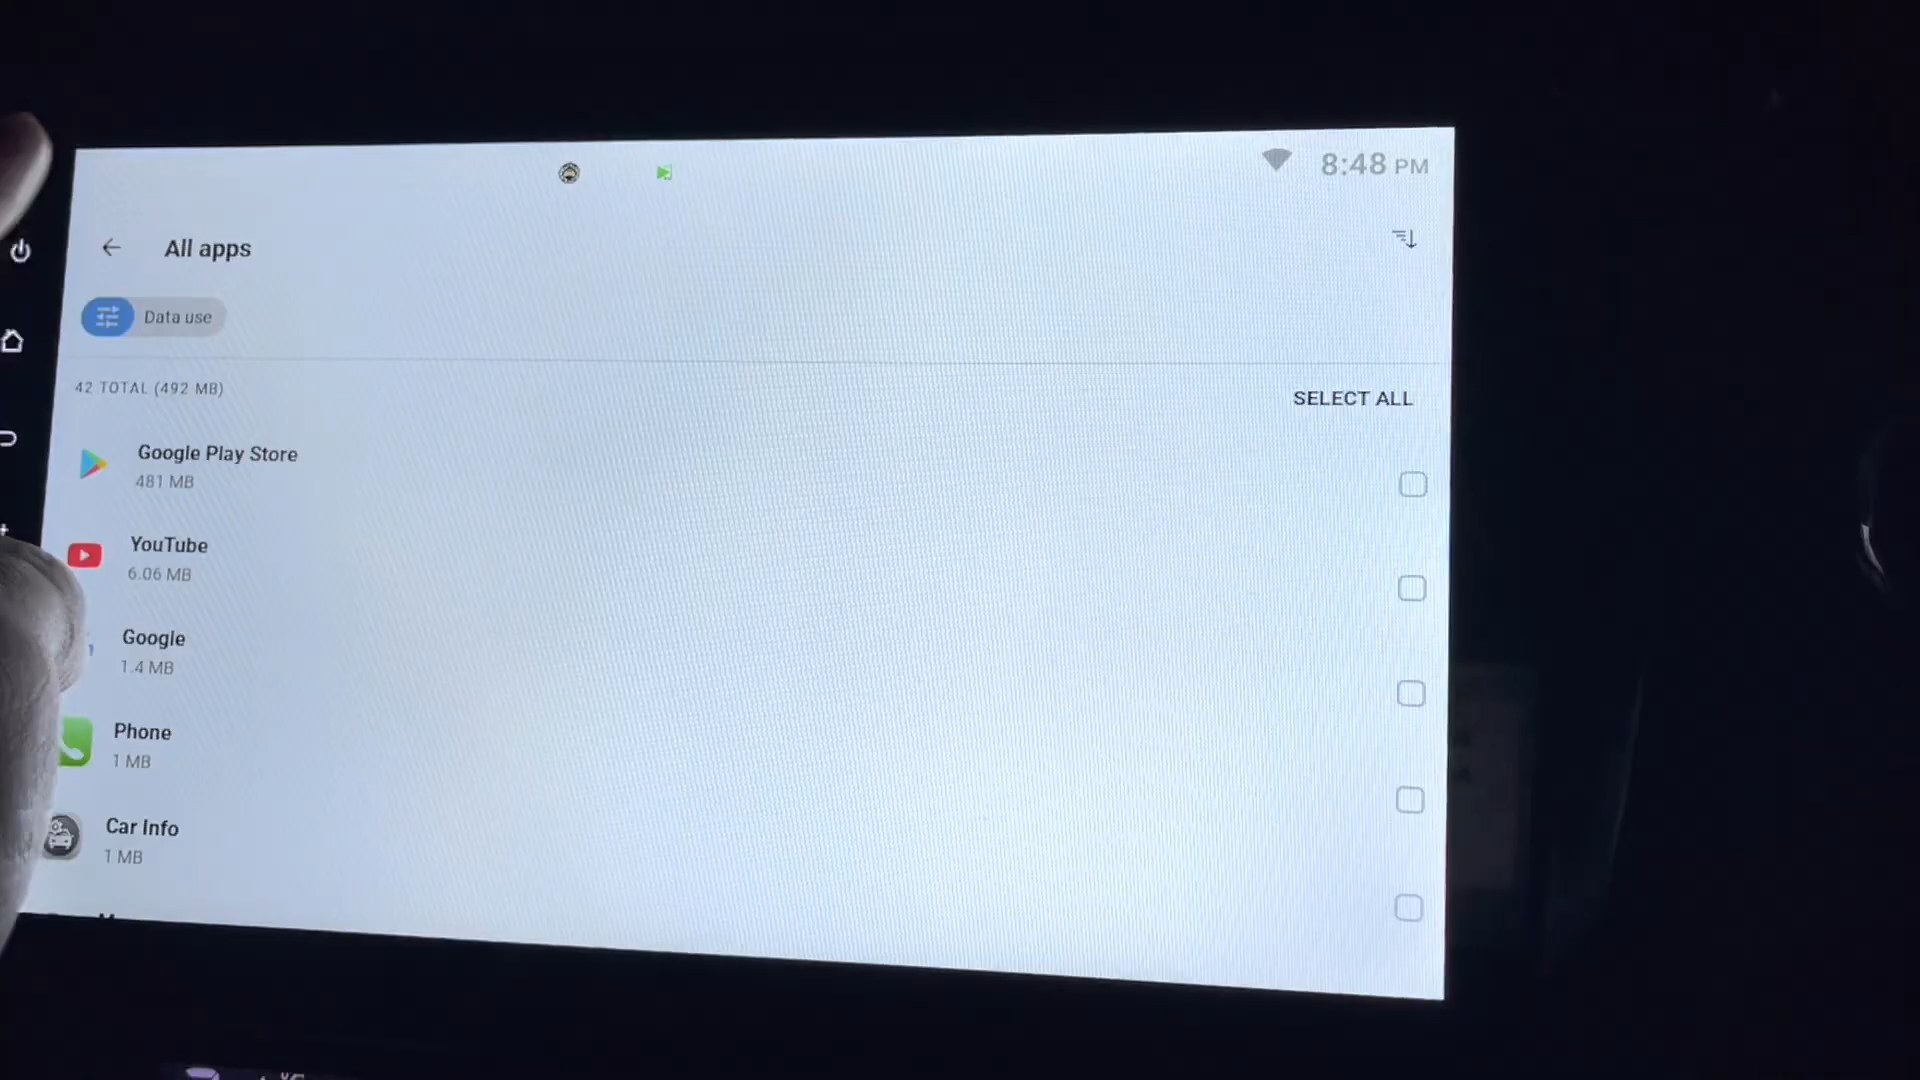 8:48 PM
All apps
Data use
42 TOTAL (492 MB)
SELECT ALL
Google Play Store
481 MB
YouTube
6.06 MB
Google
1.4 MB
Phone
1 MB
Car Info
1 MB